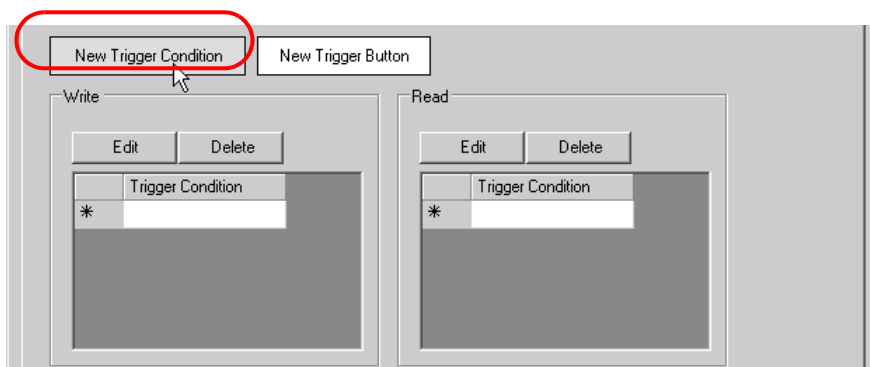 New Trigger Condition New Trigger Button
Write Read
Edit Delete Edit Delete
Trigger Condition Trigger Condition
* *